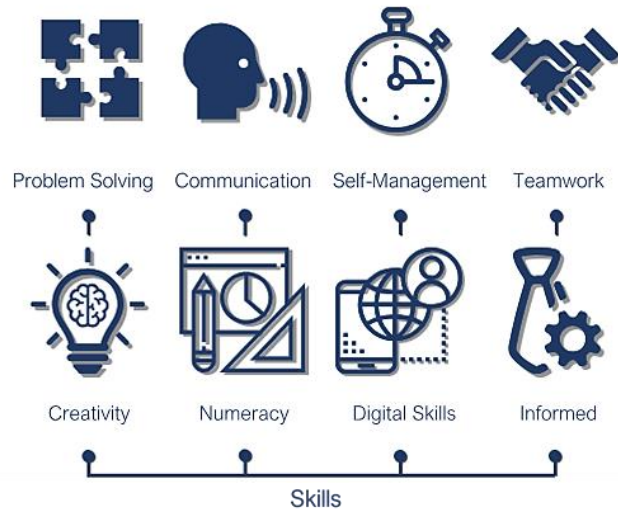 Problem Solving Communication Self-Management Teamwork
Creativity Numeracy Digital Skills Informed
Skills